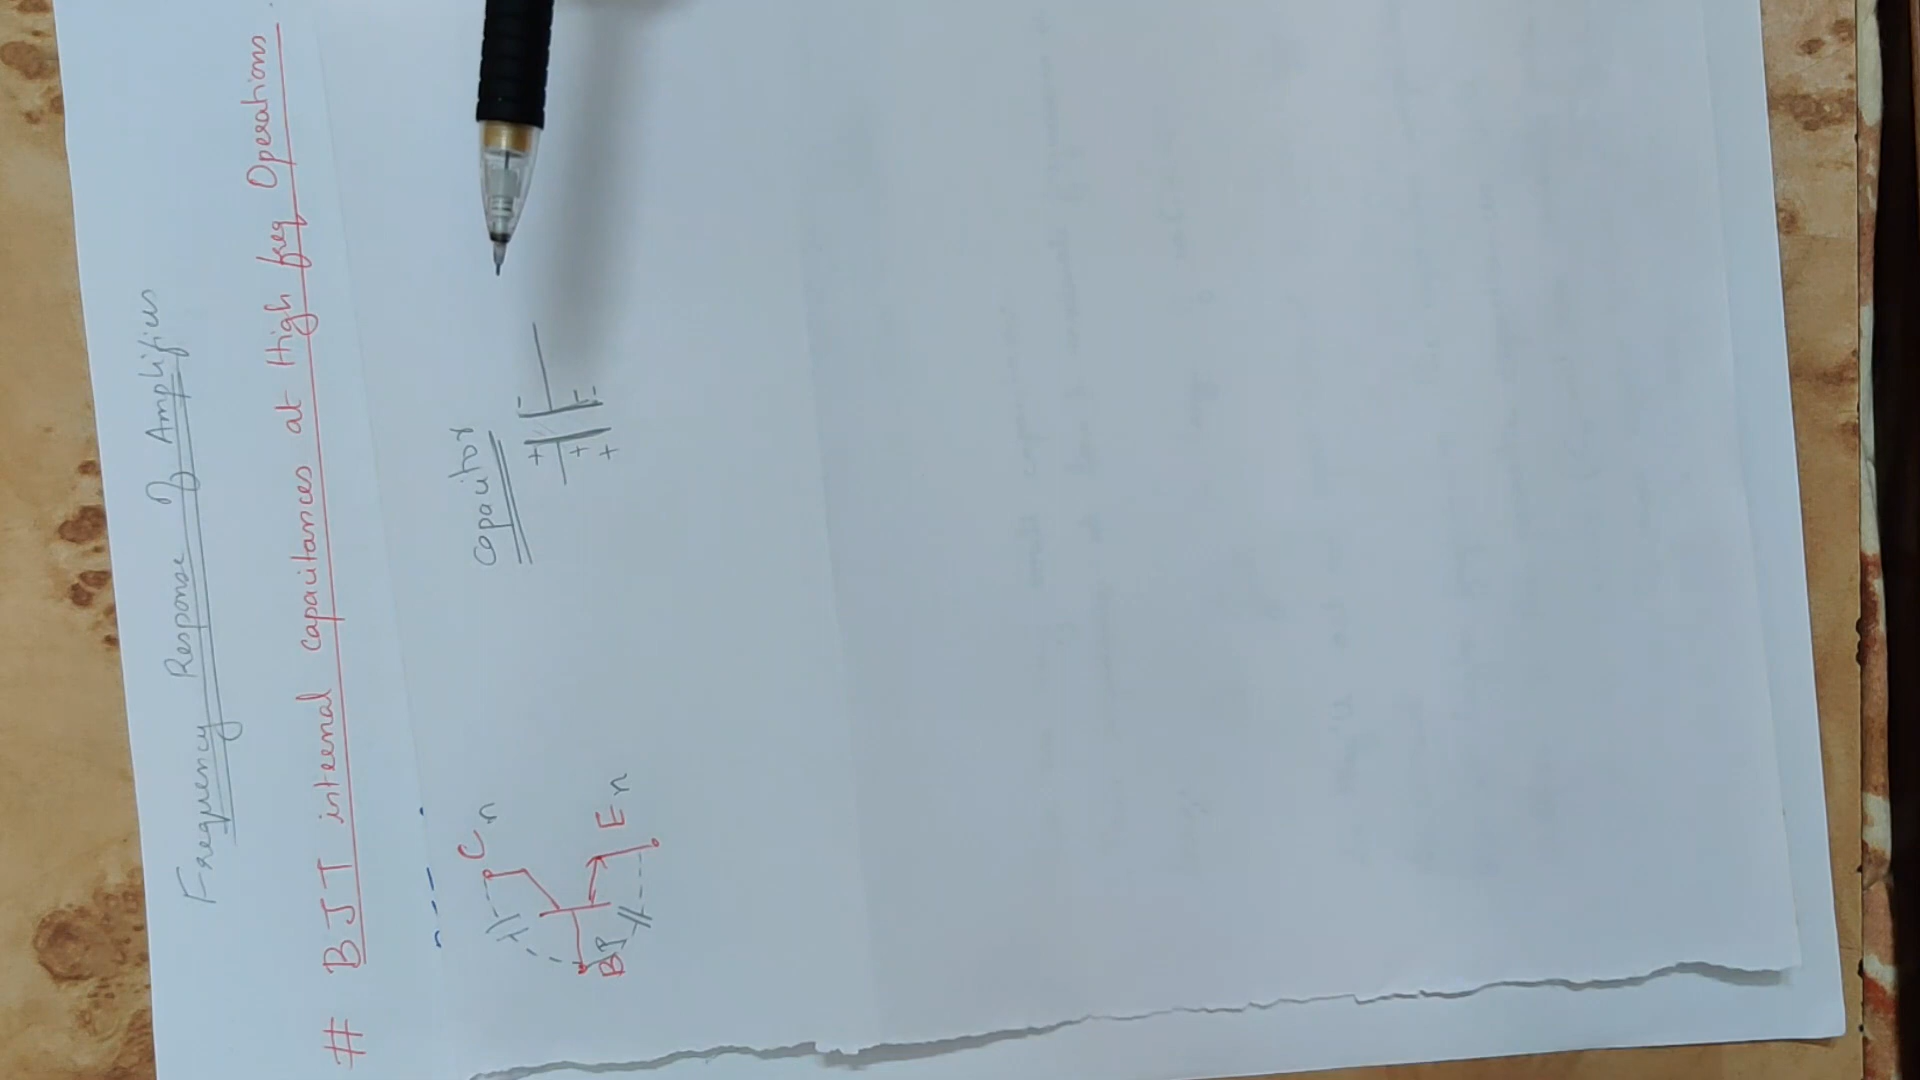 Frequency Response of Amplifiers
# BJT internal capacitances at High freq Operations
C n
B P
E n
Capacitor
+ -
+ -
+ -